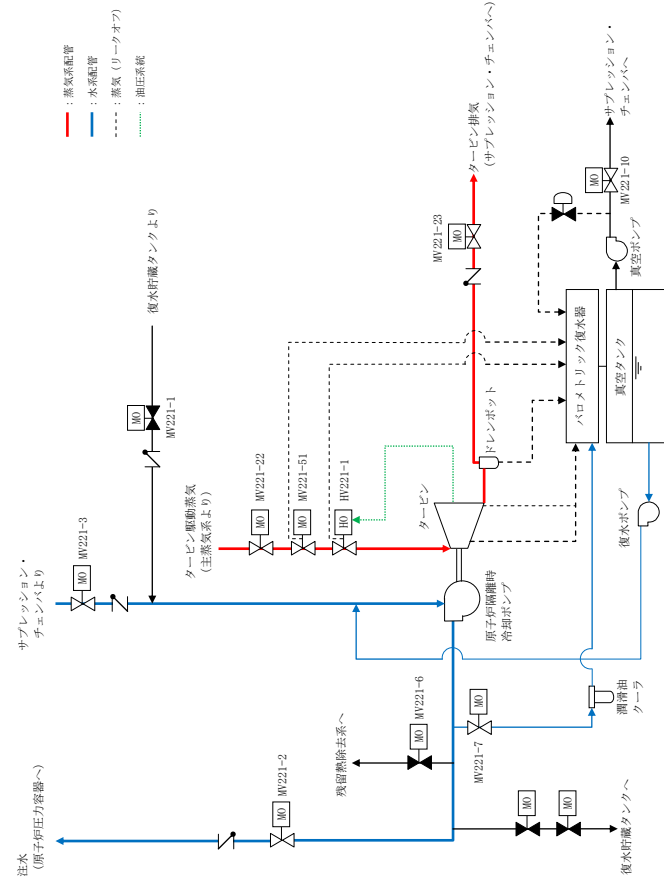 注水
(原子炉圧力容器へ)
サプレッション・
チェンバより
MO
MV221-3
復水貯蔵タンクより
MO
MV221-1
：蒸気系配管
：水系配管
：蒸気（リークオフ）
：油圧系統
タービン駆動蒸気
(主蒸気系より)
MO
MV221-22
MO
MV221-51
HO
HV221-1
MO
MV221-2
残留熱除去系へ
MO
MV221-6
MO
MV221-7
原子炉隔離時
冷却ポンプ
タービン
ドレンポット
MO
MV221-23
タービン排気
(サプレッション・チェンバへ)
潤滑油
クーラ
MO
MO
復水貯蔵タンクへ
復水ポンプ
バロメトリック復水器
真空タンク
真空ポンプ
MO
MV221-10
サプレッション・
チェンバへ